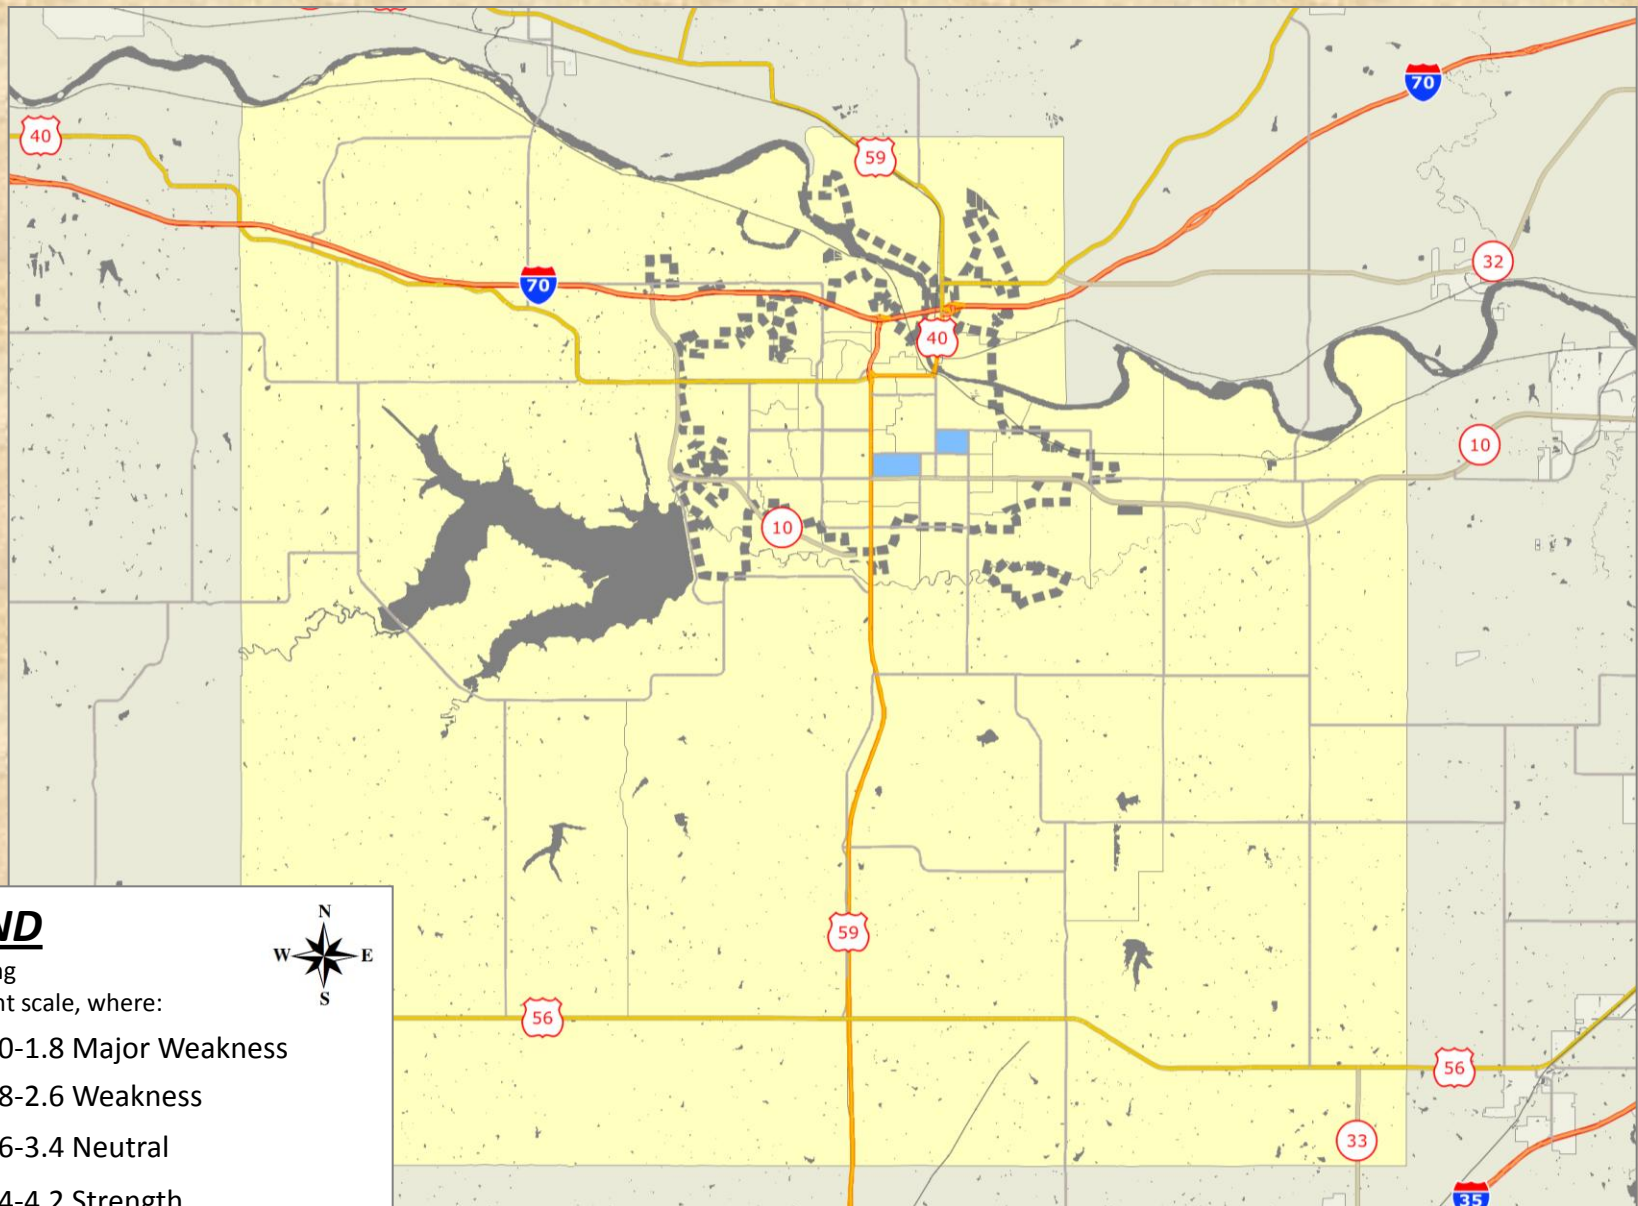 70
40
59
32
70
40
10
10
ND
N
W E
S
ng
nt scale, where:
0-1.8 Major Weakness
8-2.6 Weakness
6-3.4 Neutral
4-4.2 Strength
59
56
56
33
35